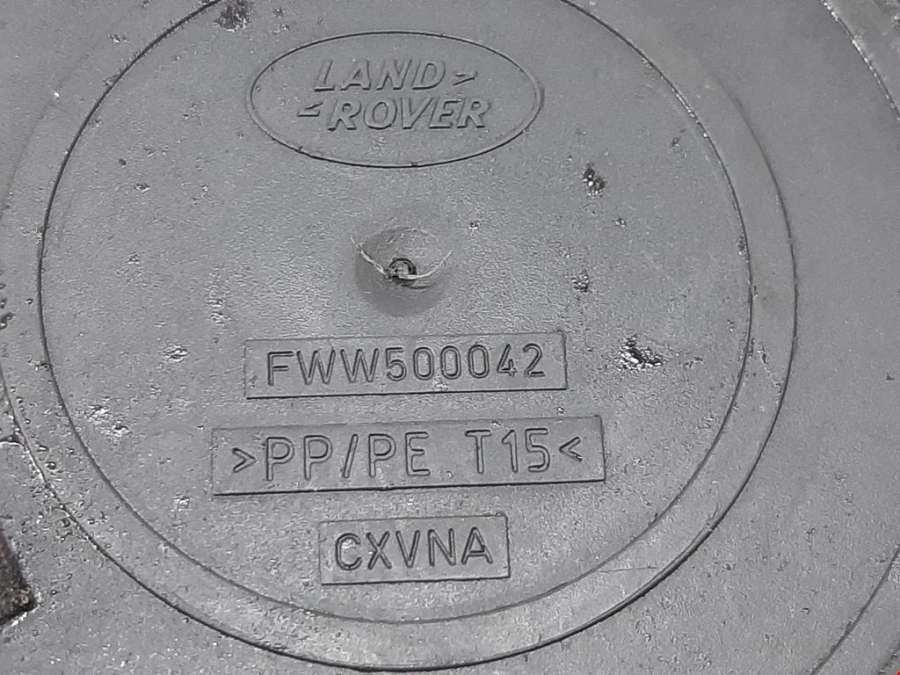 LAND
ROVER
FWW500042
>PP/PE T15<
CXVNA